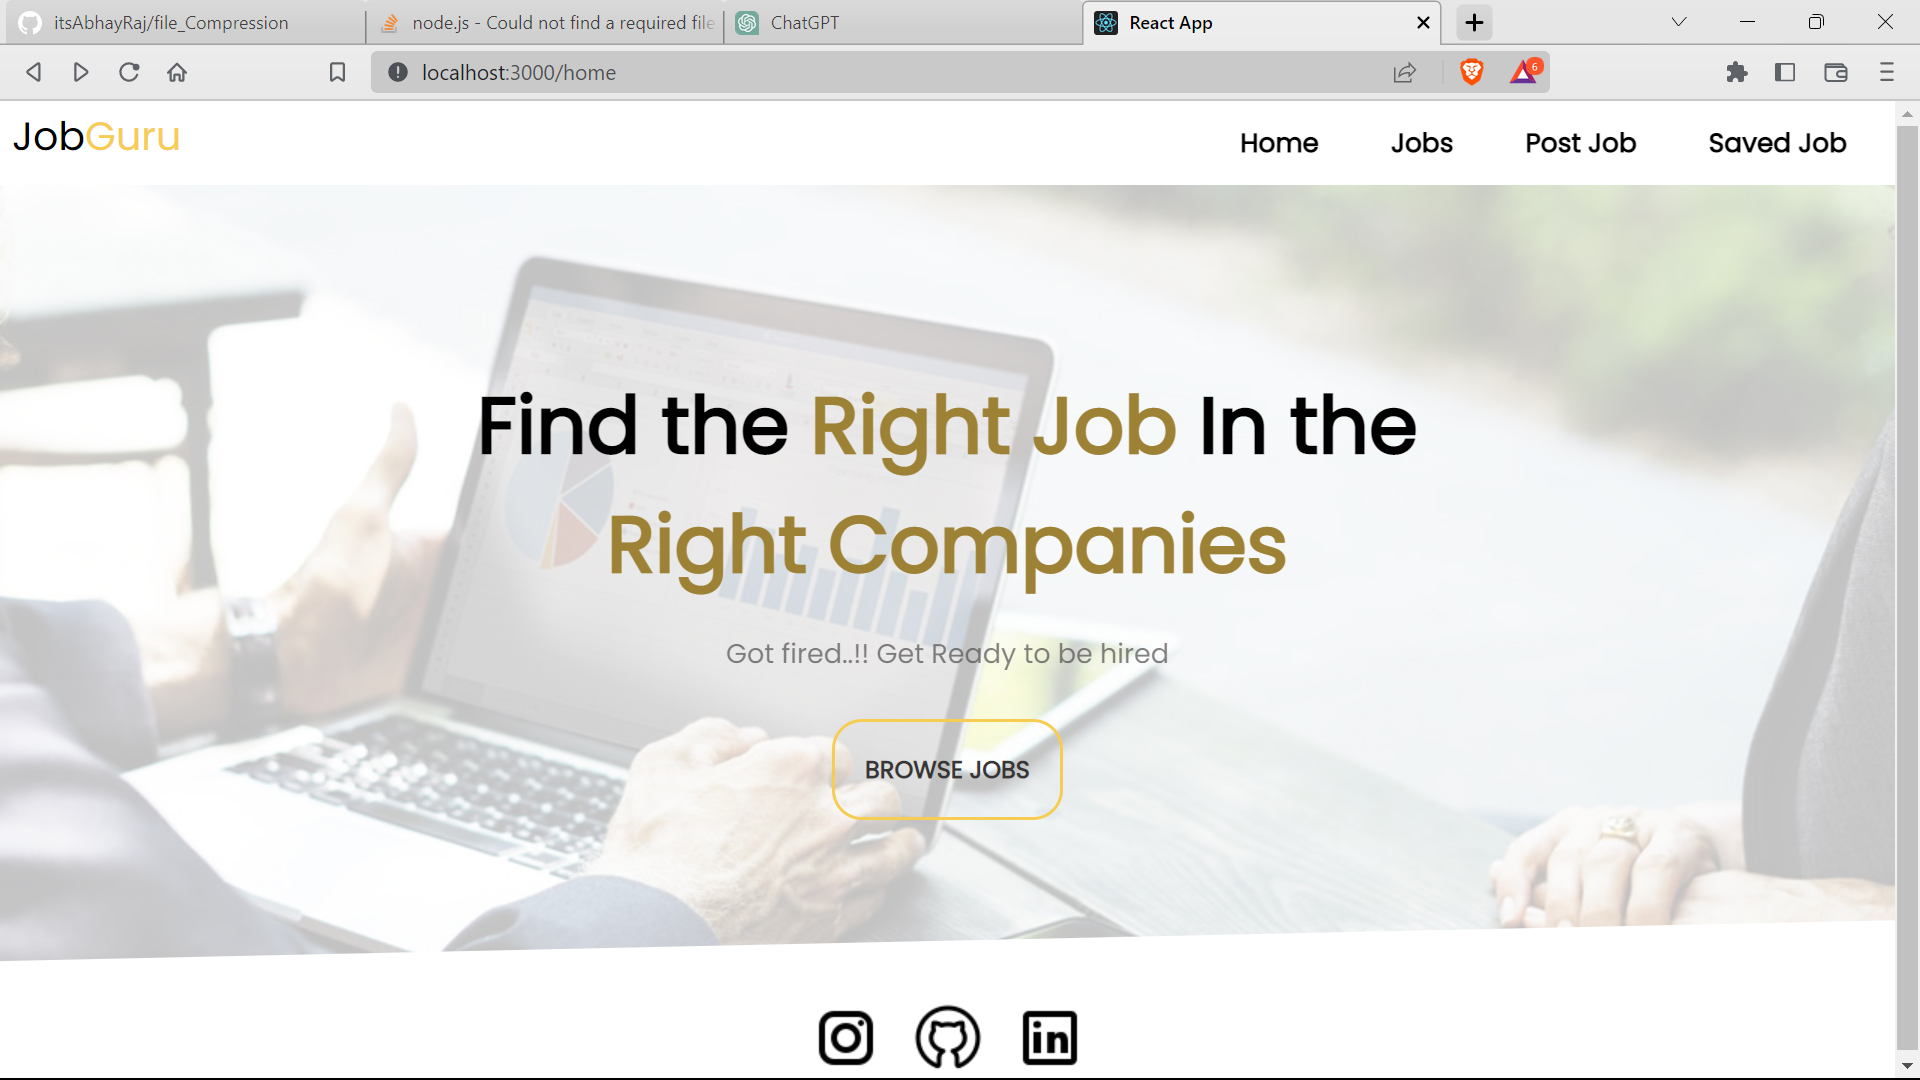 itsAbhayRaj/file_Compression
node.js - Could not find a required file
ChatGPT
React App
localhost:3000/home
6
JobGuru
Home
Jobs
Post Job
Saved Job
Find the Right Job In the
Right Companies
Got fired..!! Get Ready to be hired
BROWSE JOBS
in